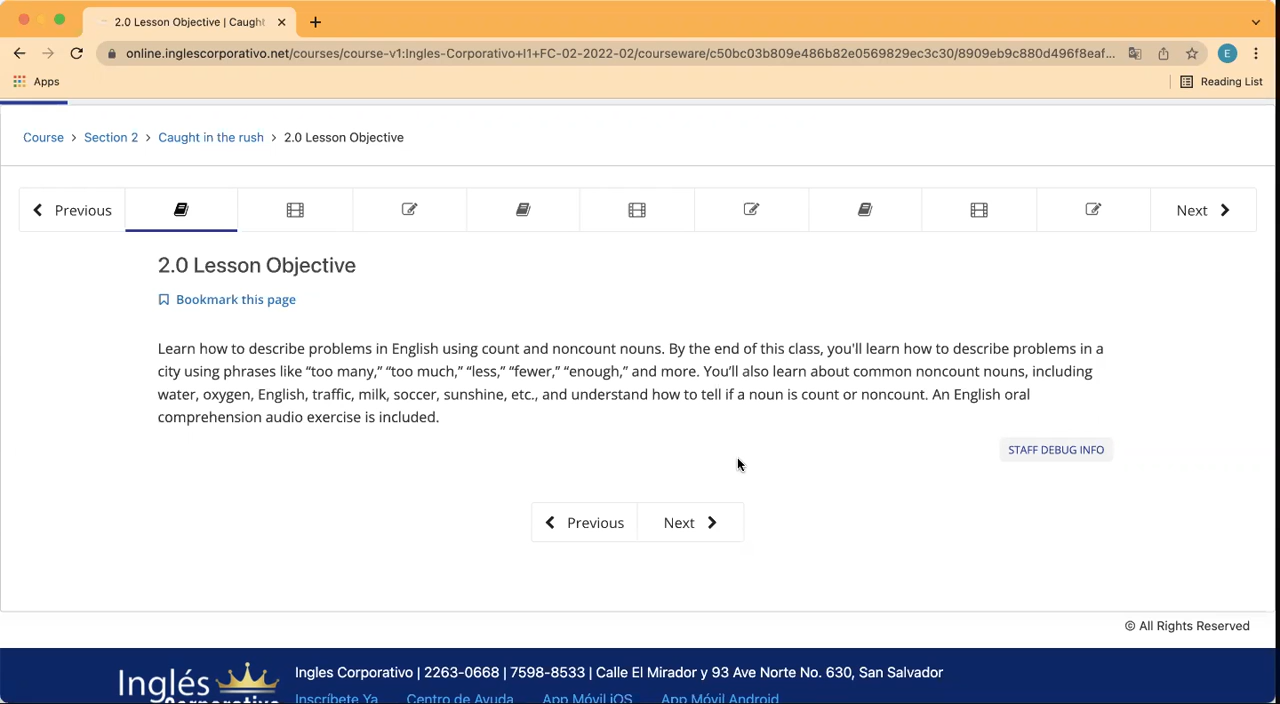 2.0 Lesson Objective | Caught
online.inglescorporativo.net/courses/course-v1:Ingles-Corporativo+I1+FC-02-2022-02/courseware/c50bc03b809e486b82e0569829ec3c30/8909eb9c880d496f8eaf...
E
Apps
Reading List
Course > Section 2 > Caught in the rush > 2.0 Lesson Objective
Previous
Next
2.0 Lesson Objective
Bookmark this page
Learn how to describe problems in English using count and noncount nouns. By the end of this class, you'll learn how to describe problems in a
city using phrases like “too many,” “too much,” “less,” “fewer,” “enough,” and more. You’ll also learn about common noncount nouns, including
water, oxygen, English, traffic, milk, soccer, sunshine, etc., and understand how to tell if a noun is count or noncount. An English oral
comprehension audio exercise is included.
STAFF DEBUG INFO
Previous Next
© All Rights Reserved
Inglés
Corporativo
Ingles Corporativo | 2263-0668 | 7598-8533 | Calle El Mirador y 93 Ave Norte No. 630, San Salvador
Inscríbete Ya Centro de Ayuda App Móvil iOS App Móvil Android